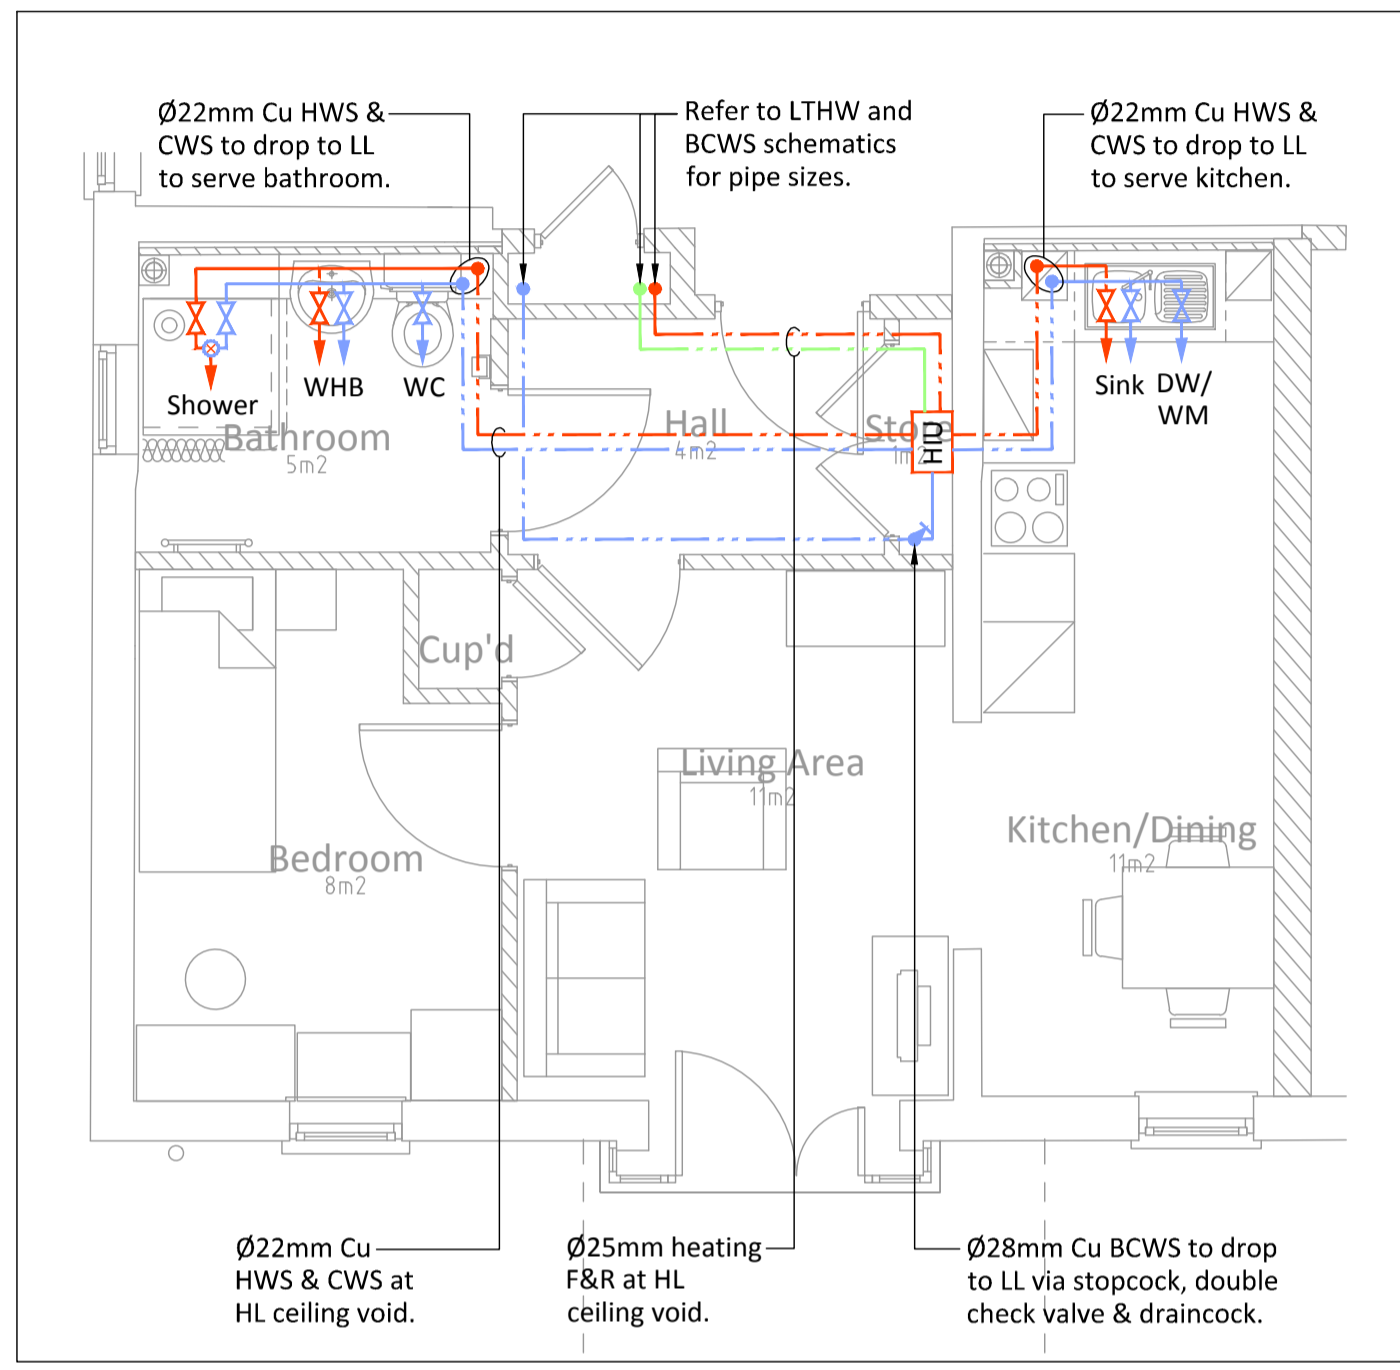 Ø22mm Cu HWS &
CWS to drop to LL
to serve bathroom.
Refer to LTHW and
BCWS schematics
for pipe sizes.
Ø22mm Cu HWS &
CWS to drop to LL
to serve kitchen.
Shower
WHB
WC
Sink
DW/
WM
Bathroom
5m2
Hall
4m2
Store
1m2
HIU
Cup'd
Living Area
11m2
Kitchen/Dining
11m2
Bedroom
8m2
Ø22mm Cu
HWS & CWS at
HL ceiling void.
Ø25mm heating
F&R at HL
ceiling void.
Ø28mm Cu BCWS to drop
to LL via stopcock, double
check valve & draincock.